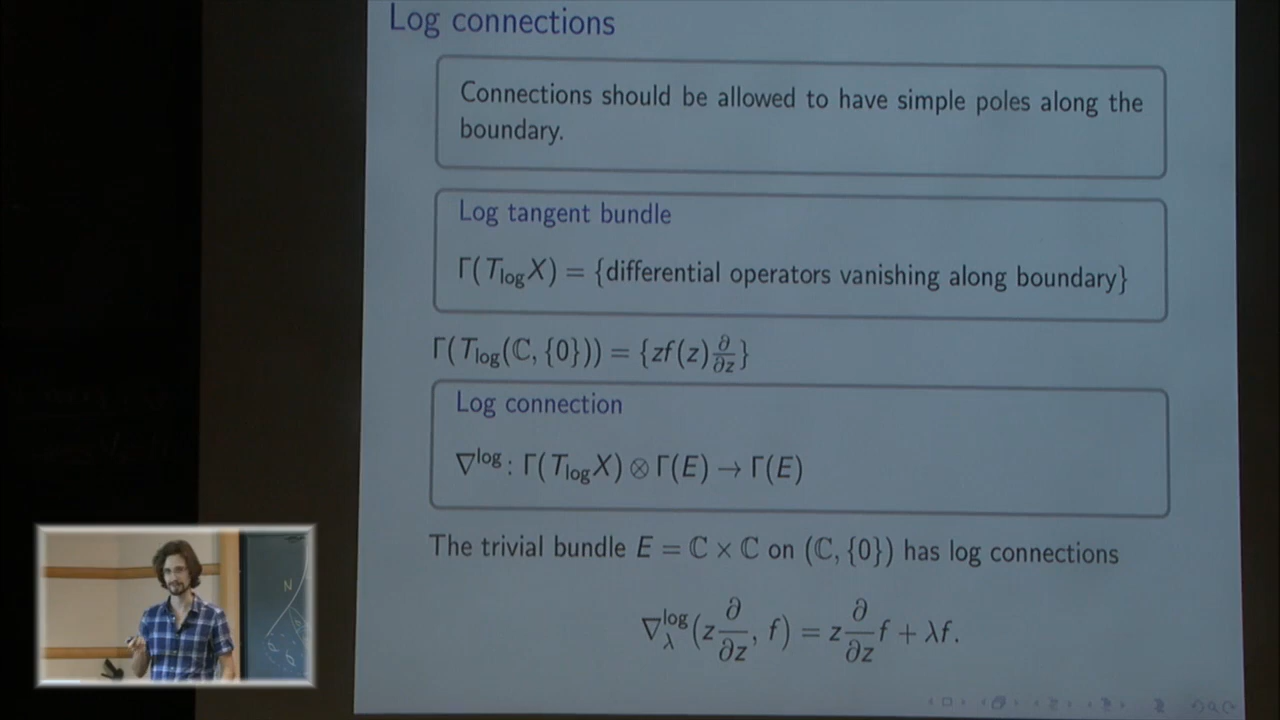 Log connections
Connections should be allowed to have simple poles along the
boundary.
Log tangent bundle
Γ(T_log X) = {differential operators vanishing along boundary}
Γ(T_log(ℂ, {0})) = {zf(z) ∂/∂z}
Log connection
∇^log : Γ(T_log X) ⊗ Γ(E) → Γ(E)
The trivial bundle E = ℂ × ℂ on (ℂ, {0}) has log connections
∇_λ^log (z ∂/∂z, f) = z ∂/∂z f + λf.
N